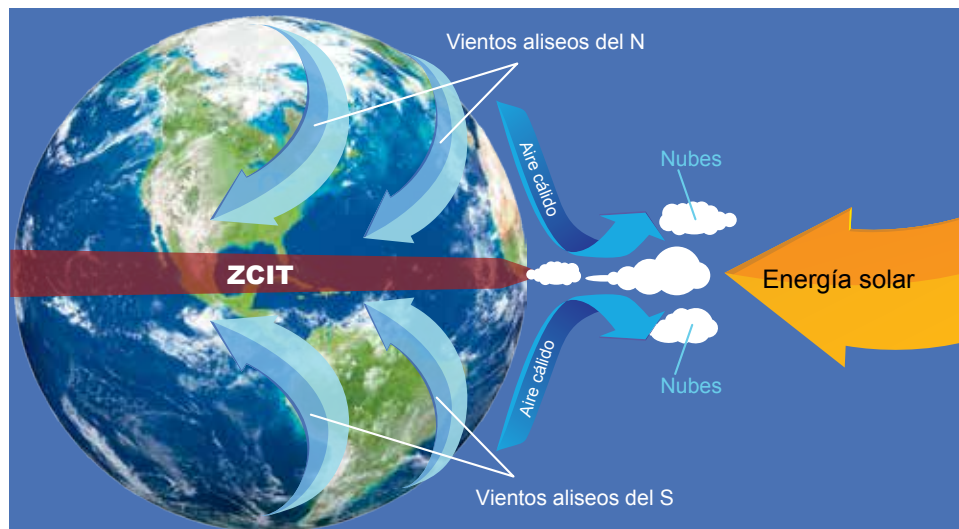 Vientos aliseos del N
Aire cálido
Nubes
ZCIT
Energía solar
Aire cálido
Nubes
Vientos aliseos del S